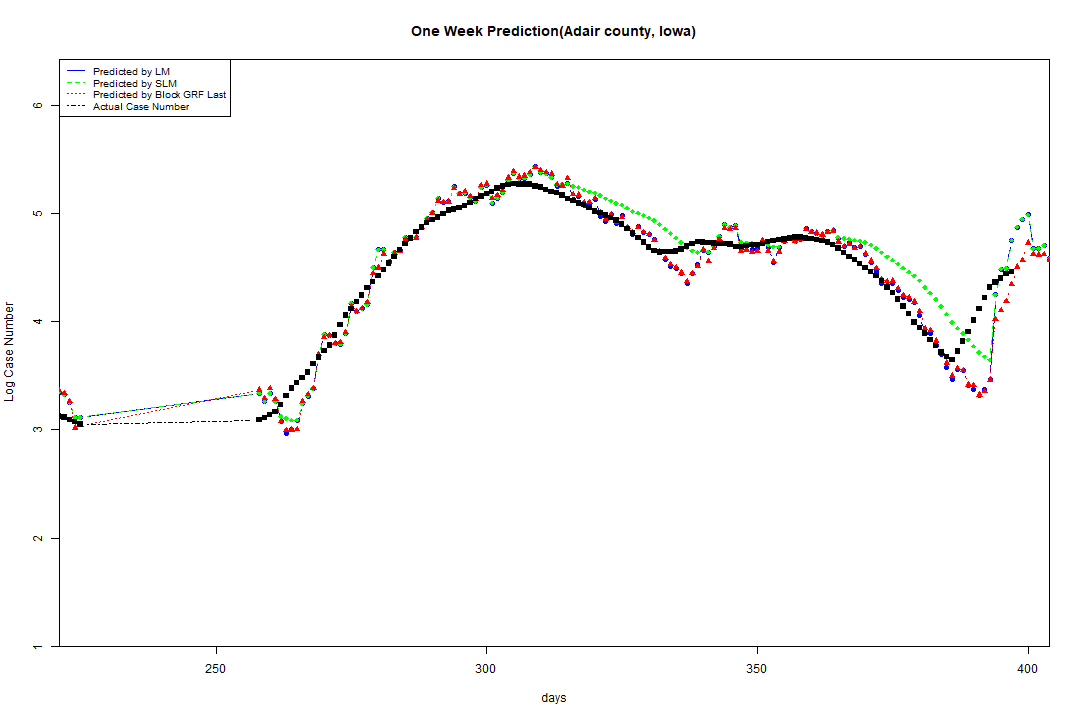 One Week Prediction(Adair county, Iowa)
Predicted by LM
Predicted by SLM
Predicted by Block GRF Last
Actual Case Number
6
5
4
3
2
1
Log Case Number
250 300 350 400
days